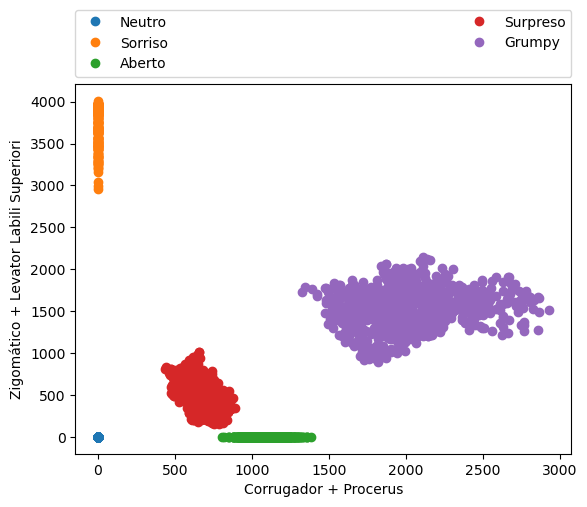 Neutro
Sorriso
Aberto
Surpreso
Grumpy
4000
3500
3000
2500
2000
1500
1000
500
0
Zigomático + Levator Labili Superiori
0 500 1000 1500 2000 2500 3000
Corrugador + Procerus